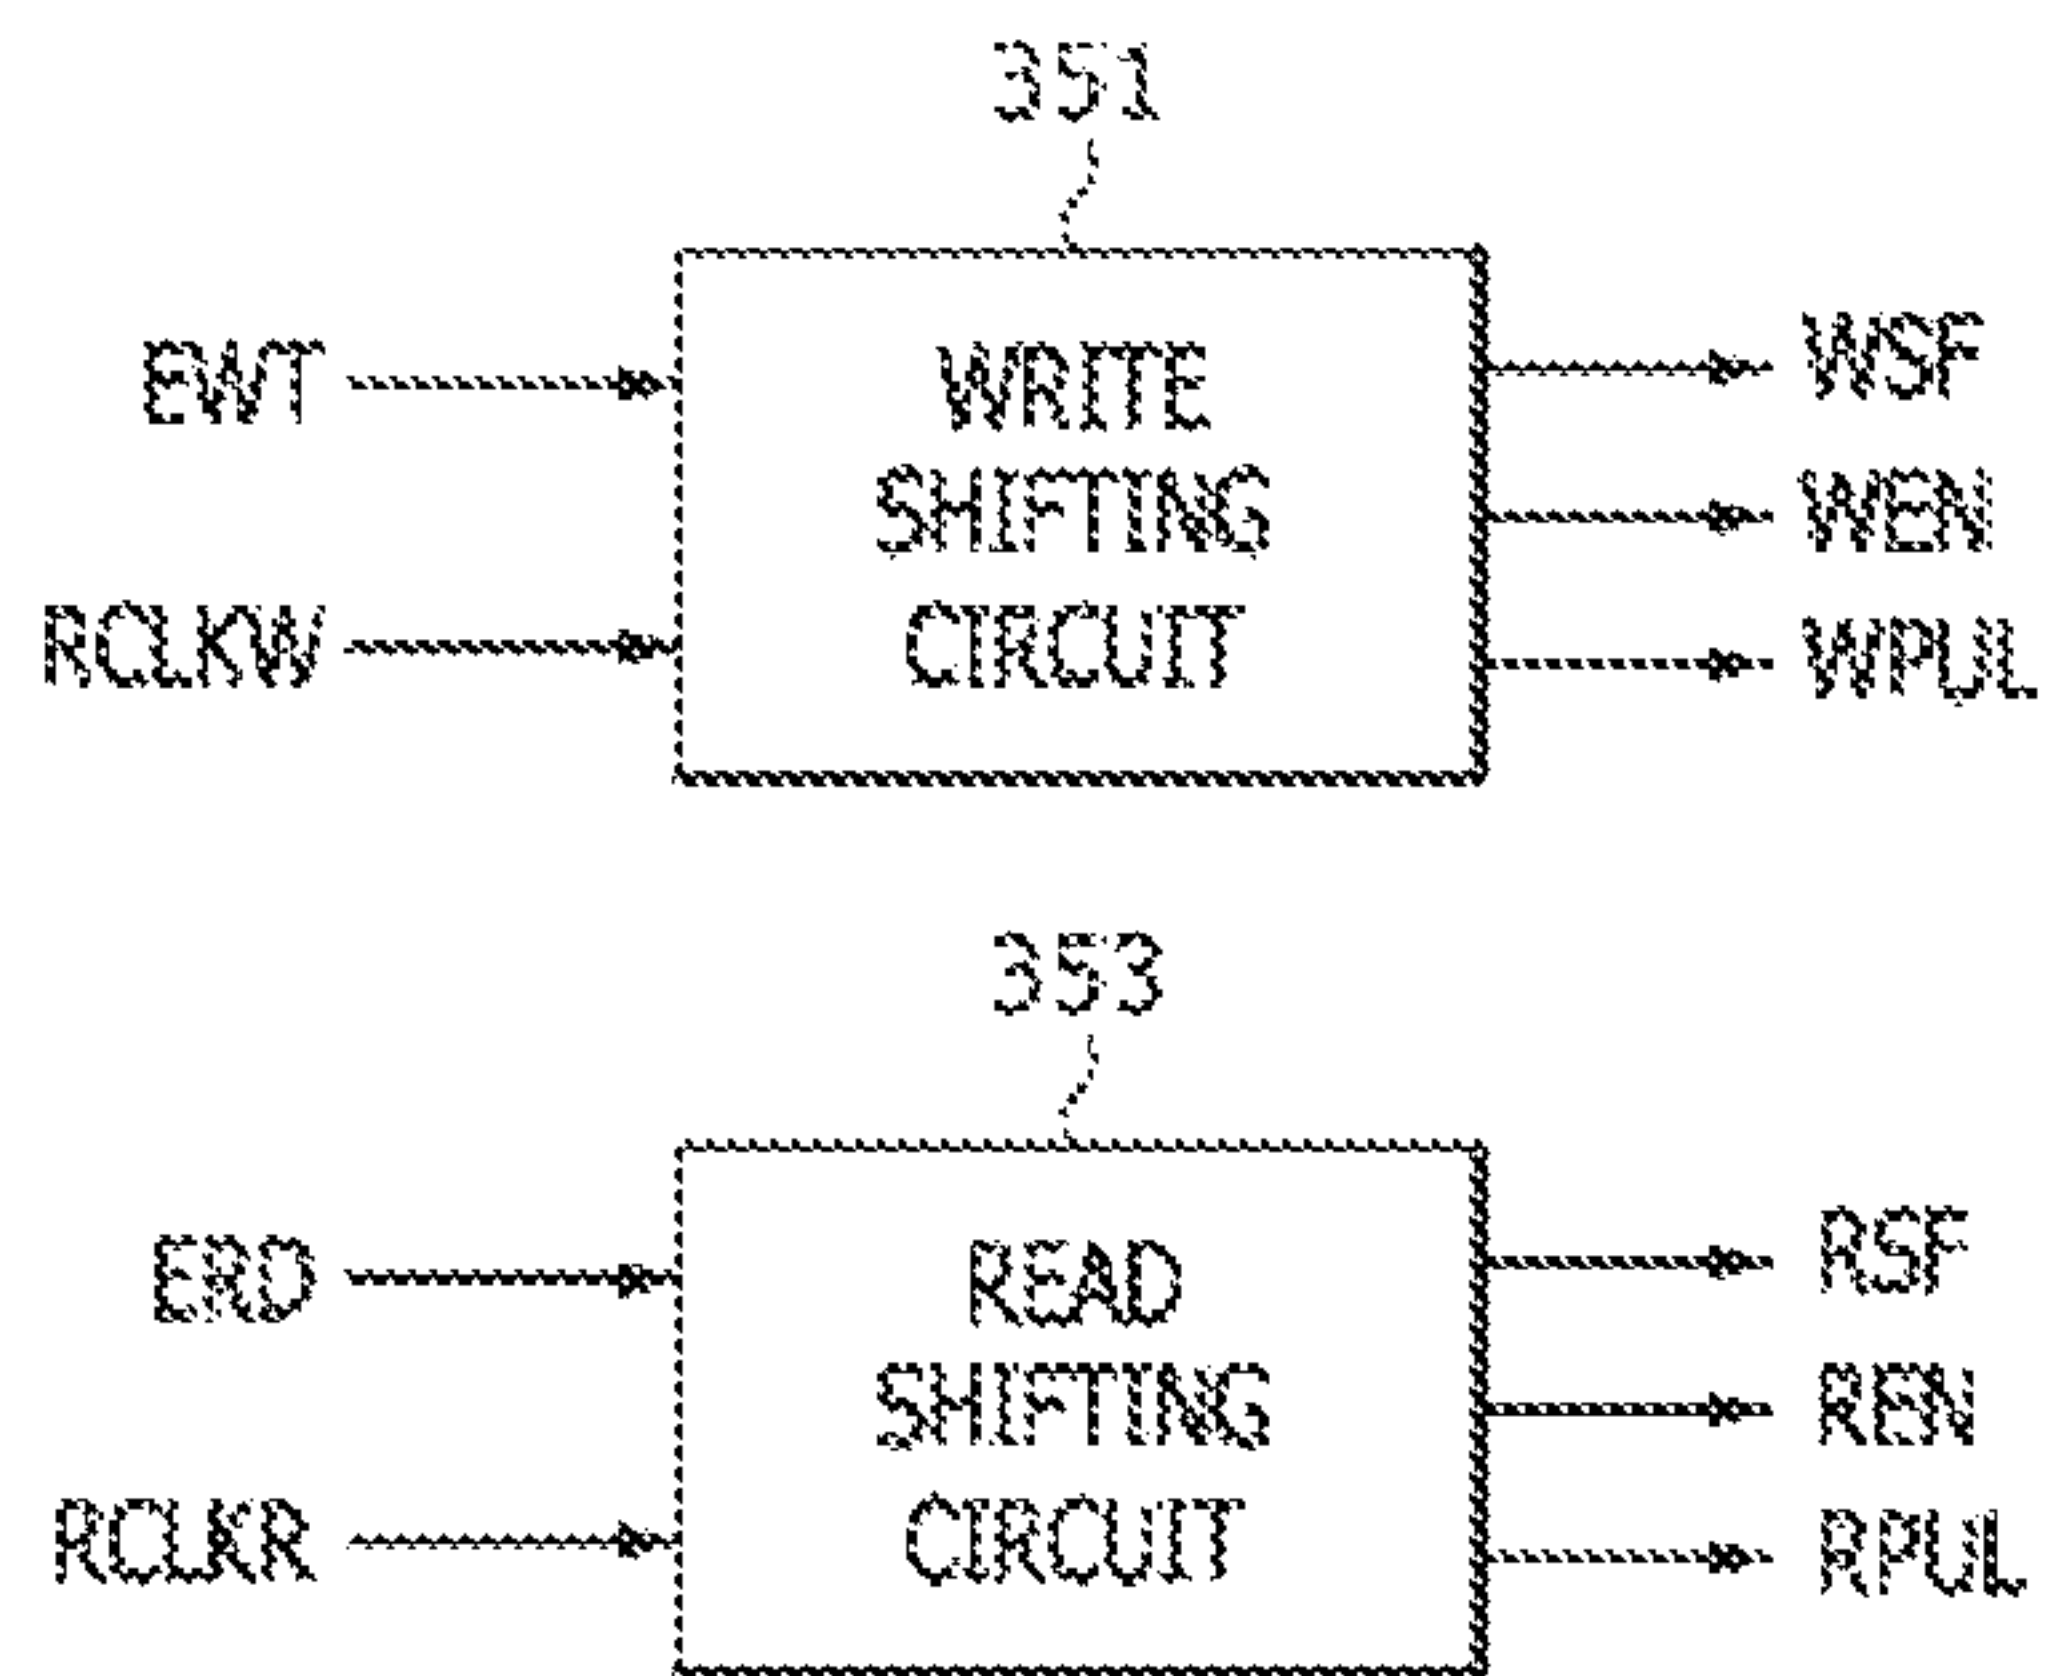 351
EWT
RCLKW
WRITE
SHIFTING
CIRCUIT
WSF
WEN
WPUL
353
ERD
RCLKR
READ
SHIFTING
CIRCUIT
RSF
REN
RPUL